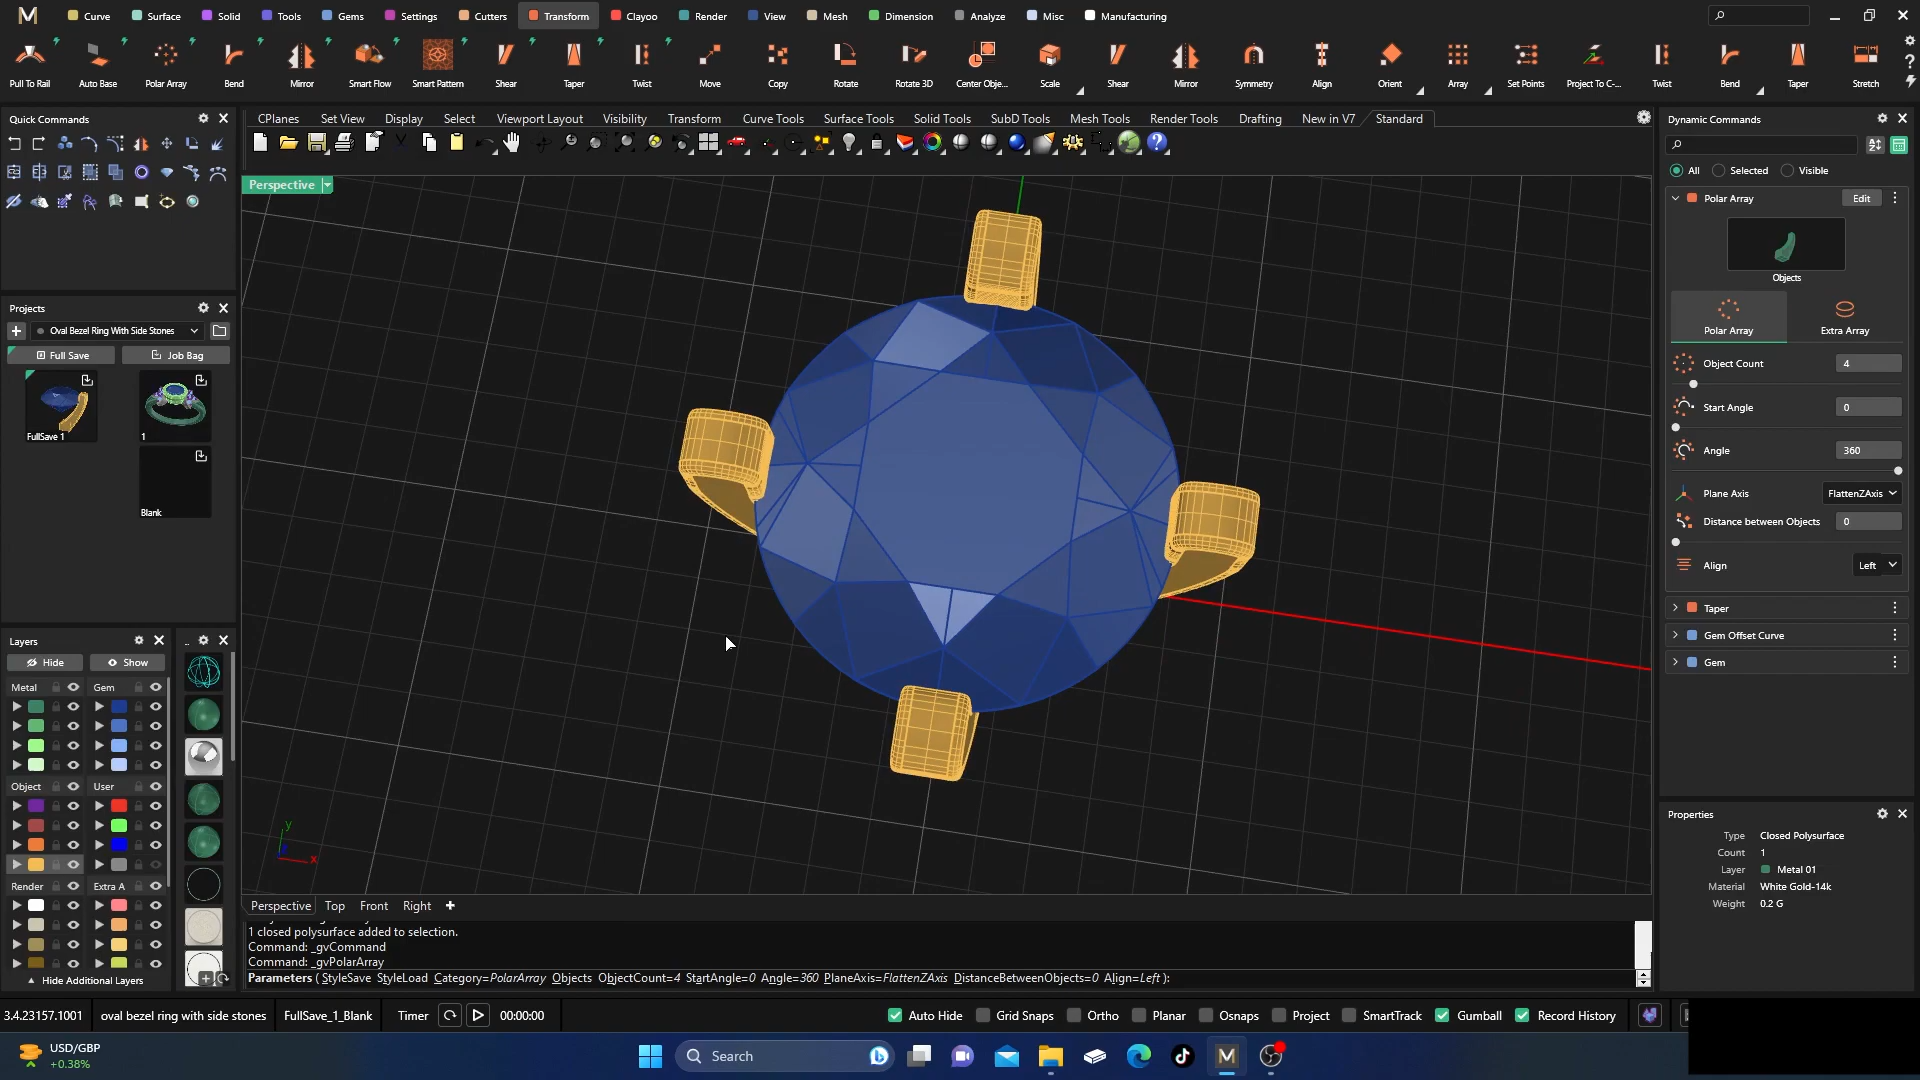 Curve Surface Solid Tools Gems Settings Cutters Transform Clayoo Render View Mesh Dimension Analyze Misc Manufacturing
Pull To Rail Auto Base Polar Array Bend Mirror Smart Flow Smart Pattern Shear Taper Twist Move Copy Rotate Rotate 3D Center Obje... Scale Shear Mirror Symmetry Align Orient Array Set Points Project To C-... Twist Bend Taper Stretch
Quick Commands
CPlanes Set View Display Select Viewport Layout Visibility Transform Curve Tools Surface Tools Solid Tools SubD Tools Mesh Tools Render Tools Drafting New in V7 Standard
Dynamic Commands
All Selected Visible
Perspective
Polar Array Edit
Objects
Polar Array Extra Array
Object Count 4
Start Angle 0
Angle 360
Plane Axis FlattenZAxis
Distance between Objects 0
Align Left
Taper
Gem Offset Curve
Gem
Projects
Oval Bezel Ring With Side Stones
Full Save Job Bag
FullSave 1
1
Blank
Layers
Hide Show
Metal Gem
Object User
Render Extra A
Hide Additional Layers
y
x
Properties
Type Closed Polysurface
Count 1
Layer Metal 01
Material White Gold-14k
Weight 0.2 G
Perspective Top Front Right
1 closed polysurface added to selection.
Command: _gvCommand
Command: _gvPolarArray
Parameters ( StyleSave StyleLoad Category=PolarArray Objects ObjectCount=4 StartAngle=0 Angle=360 PlaneAxis=FlattenZAxis DistanceBetweenObjects=0 Align=Left ):
3.4.23157.1001 oval bezel ring with side stones FullSave_1_Blank Timer 00:00:00 Auto Hide Grid Snaps Ortho Planar Osnaps Project SmartTrack Gumball Record History
USD/GBP
+0.38%
Search